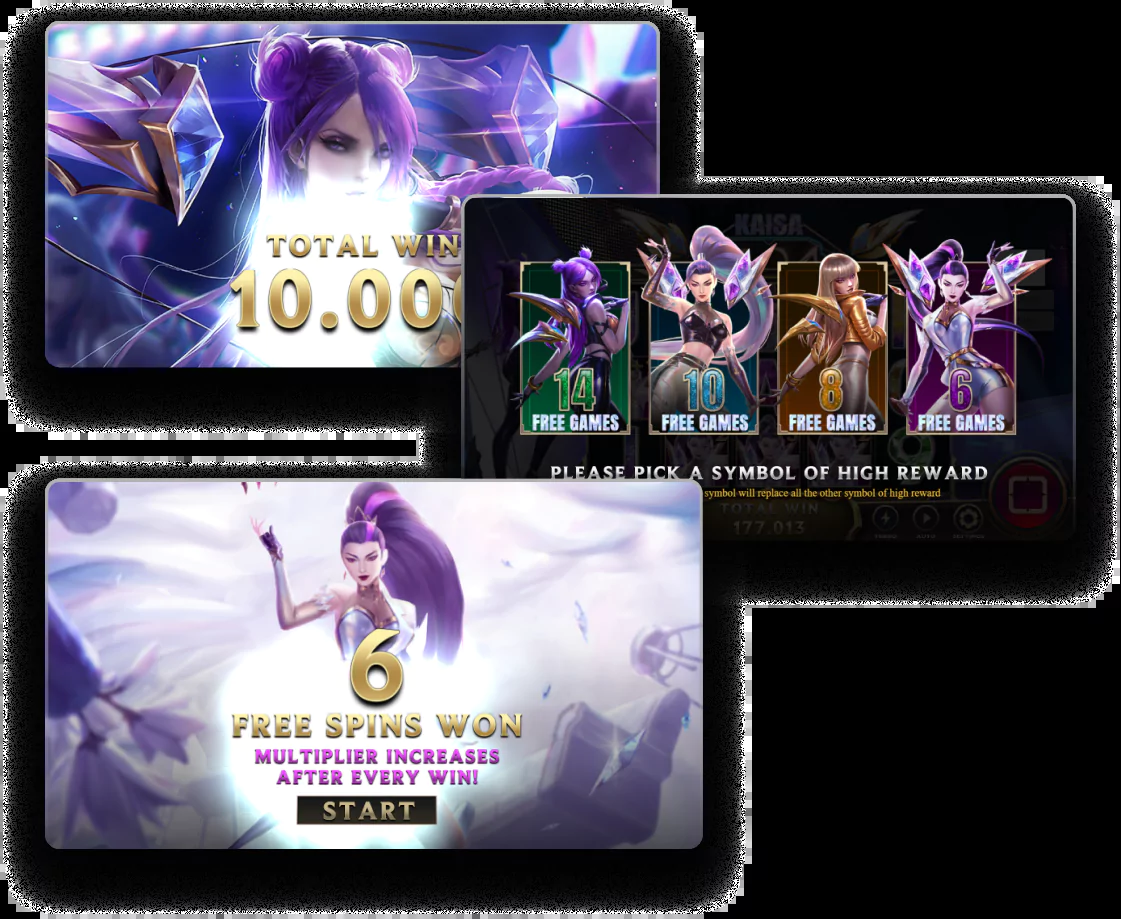 TOTAL WIN
10.00
KAISA
14
FREE GAMES
10
FREE GAMES
8
FREE GAMES
6
FREE GAMES
PLEASE PICK A SYMBOL OF HIGH REWARD
symbol will replace all the other symbol of high reward
TOTAL WIN
177.013
6
FREE SPINS WON
MULTIPLIER INCREASES
AFTER EVERY WIN!
START